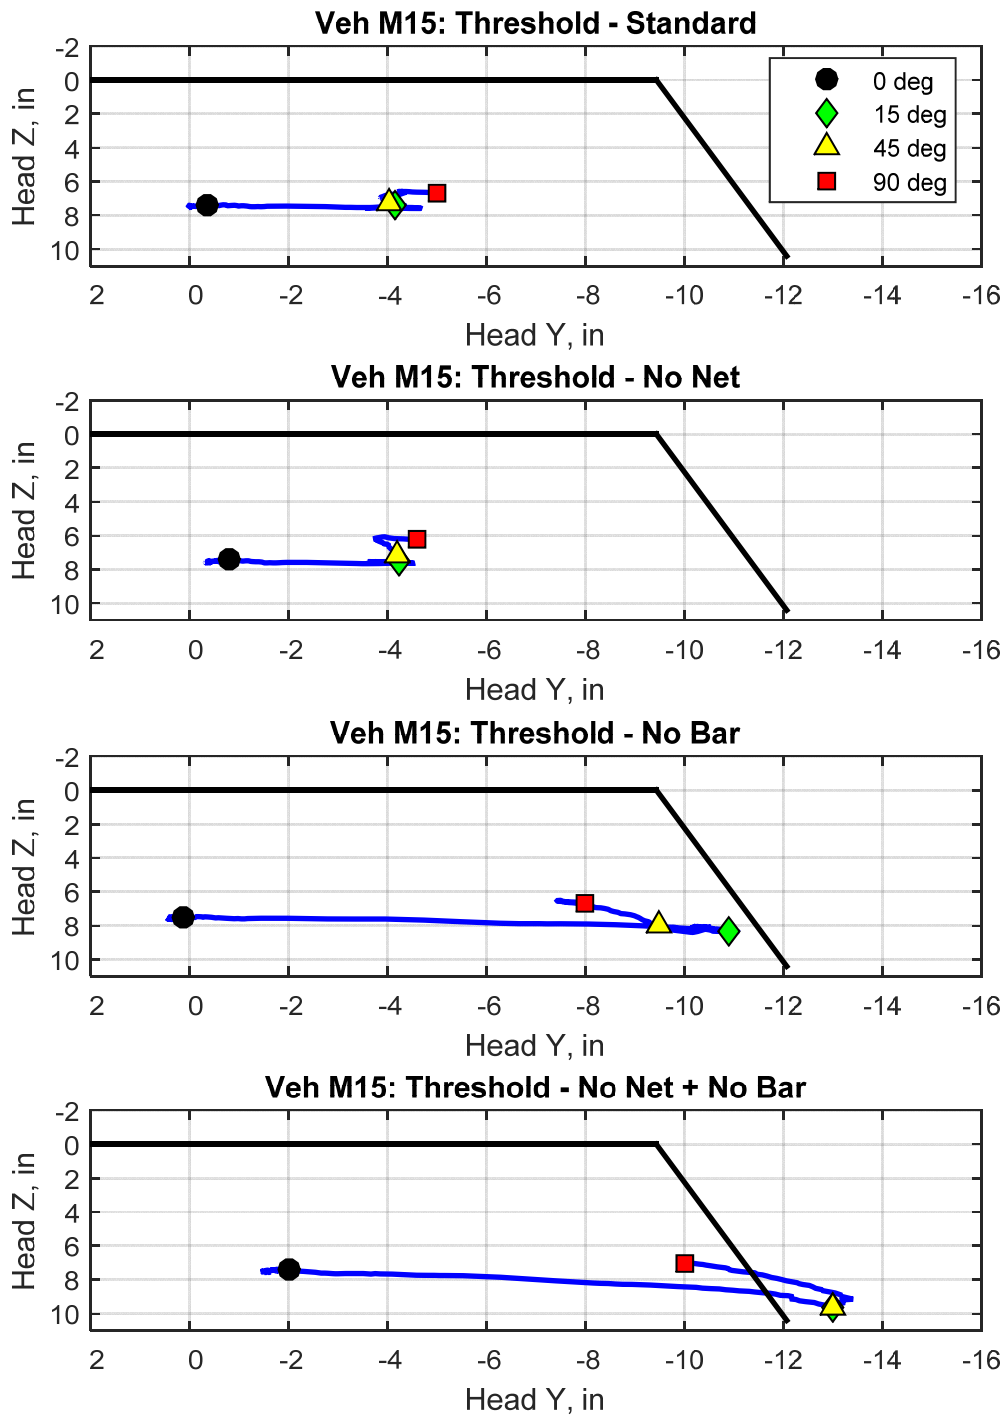 Veh M15: Threshold - Standard
-2
0
2
4
6
8
10
Head Z, in
0 deg
15 deg
45 deg
90 deg
2 0 -2 -4 -6 -8 -10 -12 -14 -16
Head Y, in
Veh M15: Threshold - No Net
-2
0
2
4
6
8
10
Head Z, in
2 0 -2 -4 -6 -8 -10 -12 -14 -16
Head Y, in
Veh M15: Threshold - No Bar
-2
0
2
4
6
8
10
Head Z, in
2 0 -2 -4 -6 -8 -10 -12 -14 -16
Head Y, in
Veh M15: Threshold - No Net + No Bar
-2
0
2
4
6
8
10
Head Z, in
2 0 -2 -4 -6 -8 -10 -12 -14 -16
Head Y, in